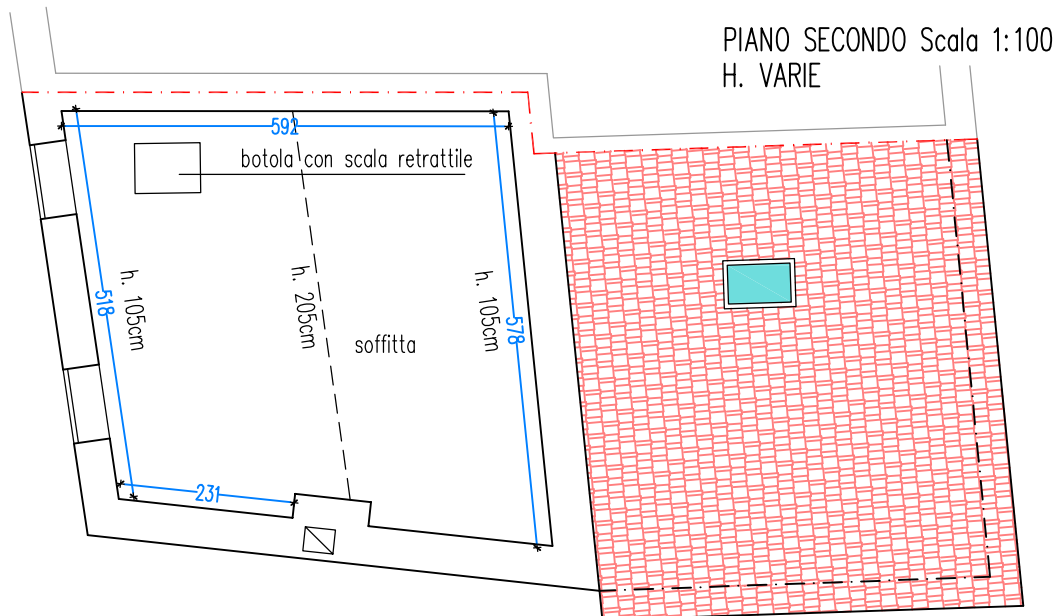 PIANO SECONDO Scala 1:100
H. VARIE
592
botola con scala retrattile
h. 105cm
518
h. 205cm
h. 105cm
578
soffitta
231